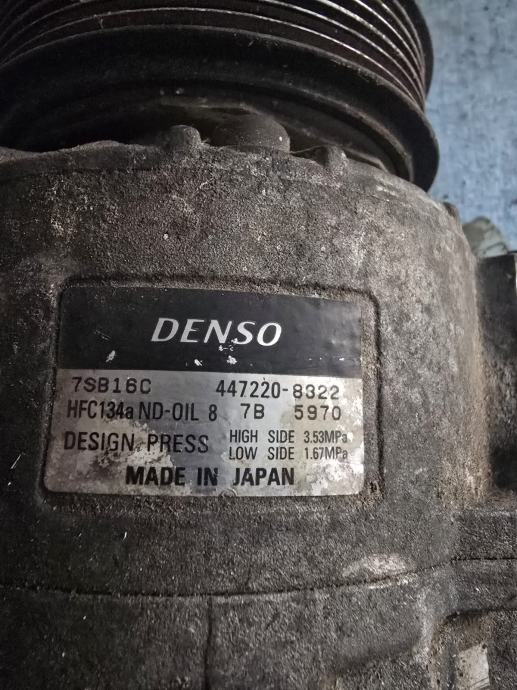 DENSO
7SB16C 447220-8322
HFC134a ND-OIL 8 7B 5970
DESIGN PRESS HIGH SIDE 3.53MPa
LOW SIDE 1.67MPa
MADE IN JAPAN